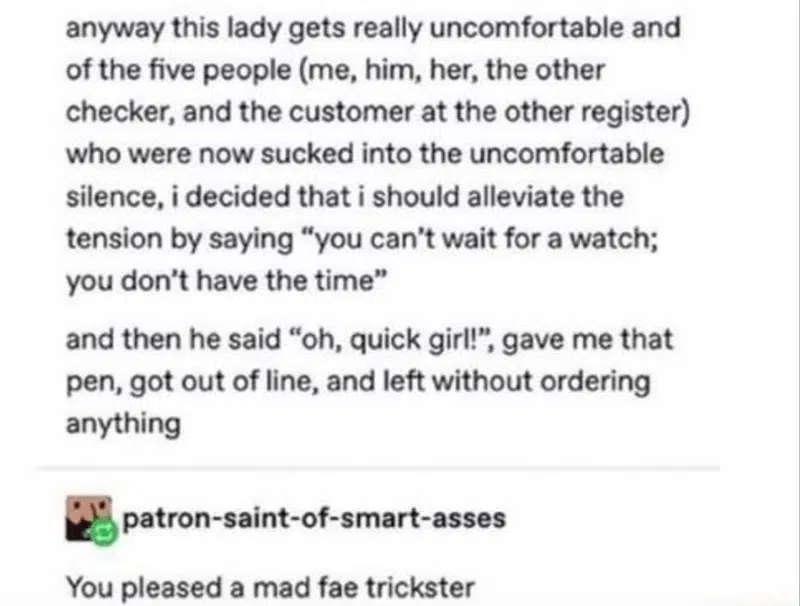 anyway this lady gets really uncomfortable and
of the five people (me, him, her, the other
checker, and the customer at the other register)
who were now sucked into the uncomfortable
silence, i decided that i should alleviate the
tension by saying “you can’t wait for a watch;
you don’t have the time”
and then he said “oh, quick girl!”, gave me that
pen, got out of line, and left without ordering
anything
patron-saint-of-smart-asses
You pleased a mad fae trickster